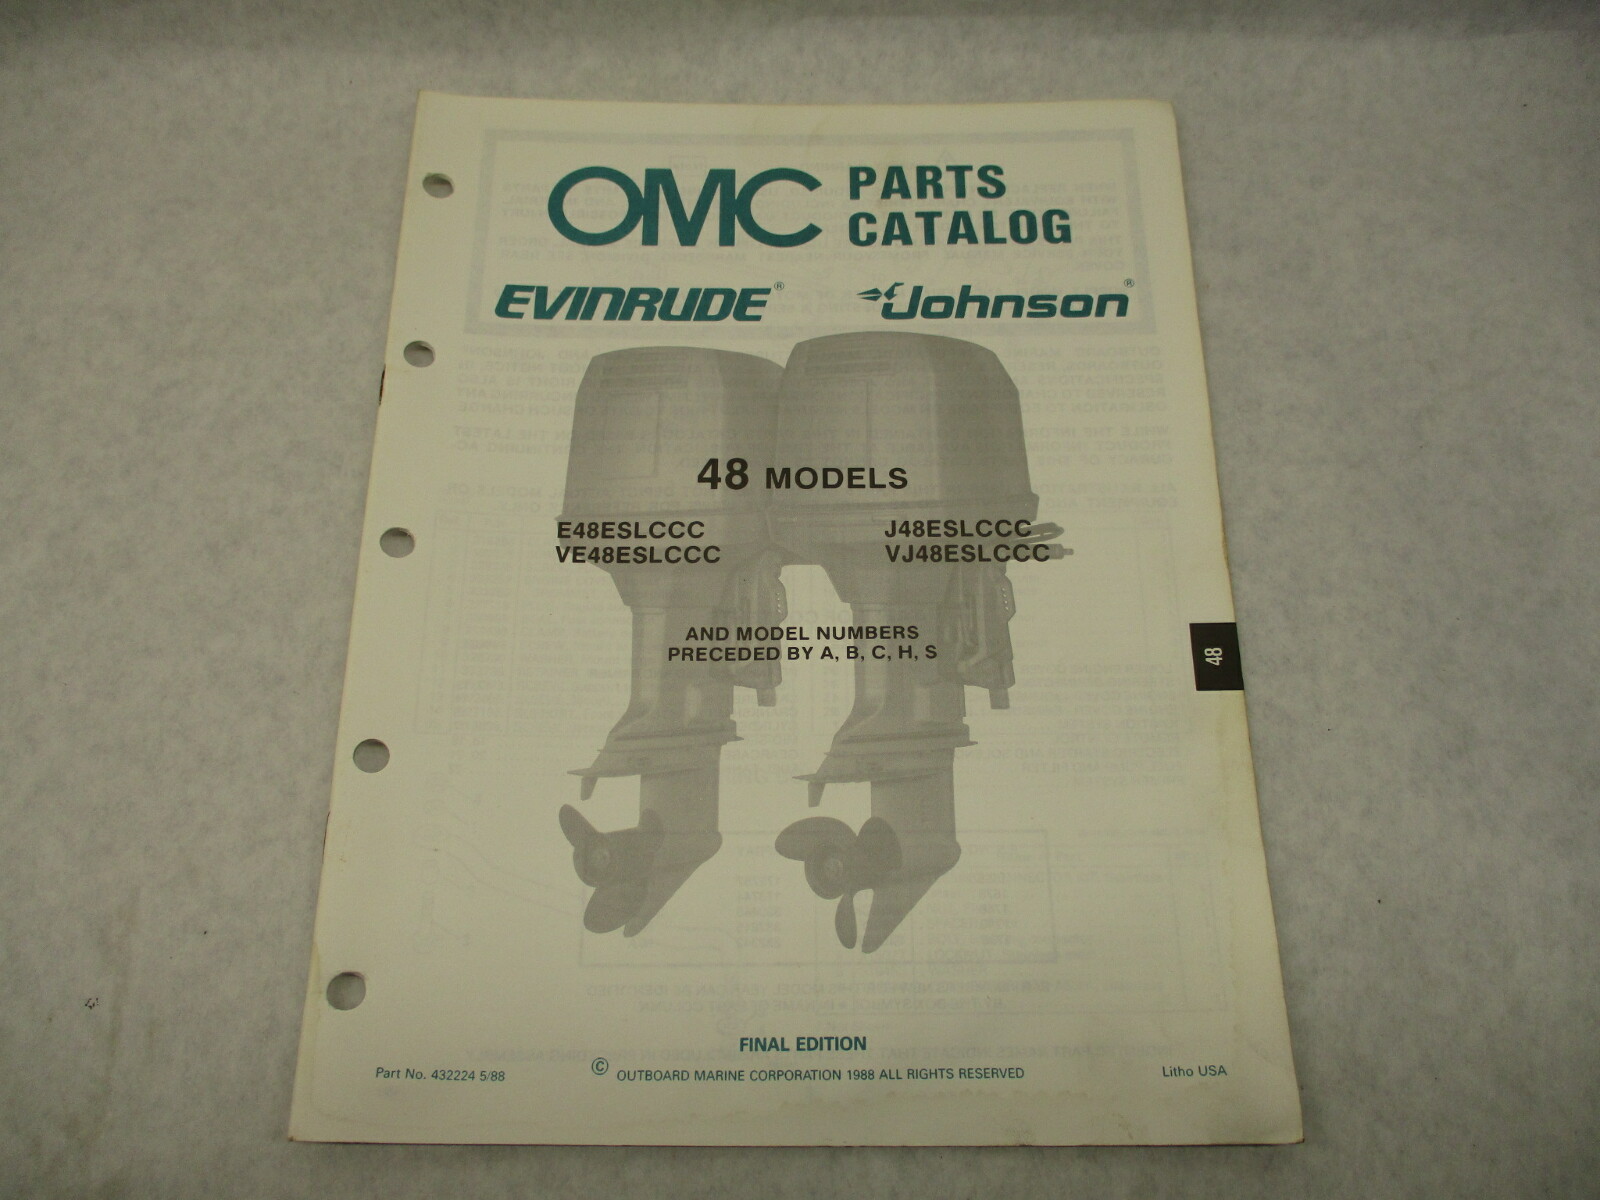 OMC PARTS CATALOG
EVINRUDE® Johnson®
48 MODELS
E48ESLCCC J48ESLCCC
VE48ESLCCC VJ48ESLCCC
AND MODEL NUMBERS
PRECEDED BY A, B, C, H, S
48
FINAL EDITION
Part No. 432224 5/88 © OUTBOARD MARINE CORPORATION 1988 ALL RIGHTS RESERVED Litho USA